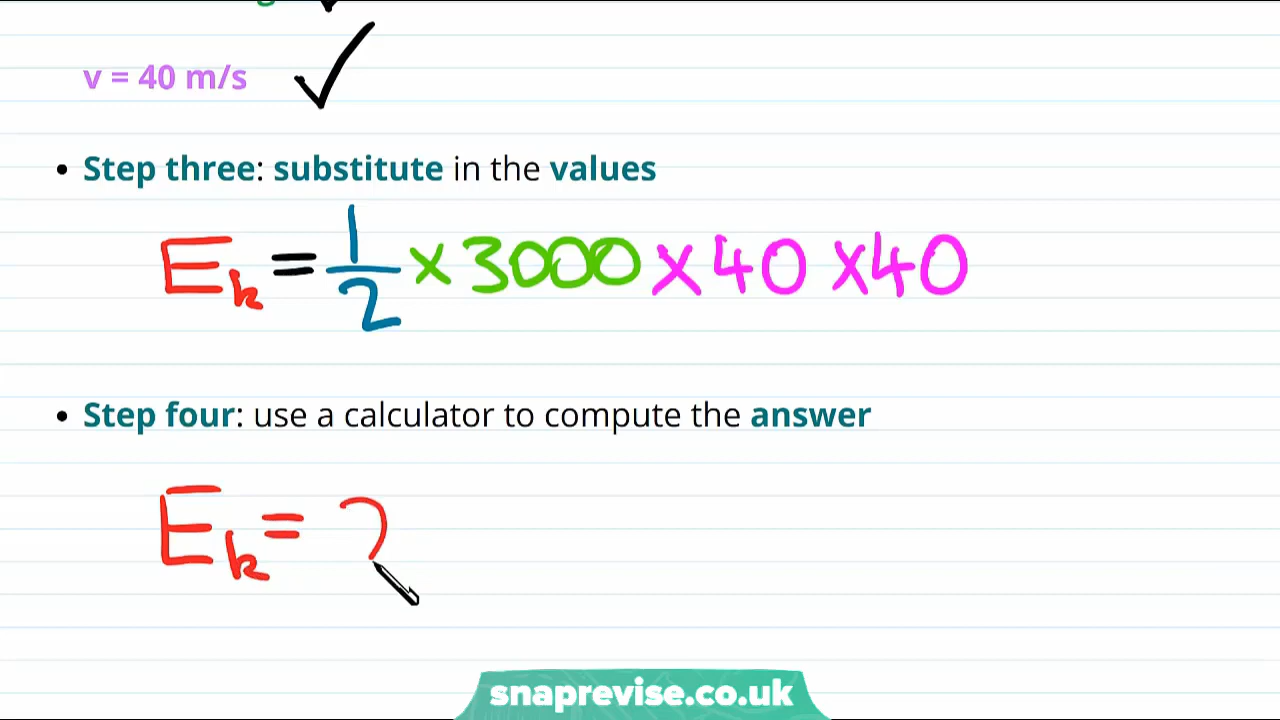 v = 40 m/s
• Step three: substitute in the values
Ek = 1/2 × 3000 × 40 × 40
• Step four: use a calculator to compute the answer
Ek =
snaprevise.co.uk